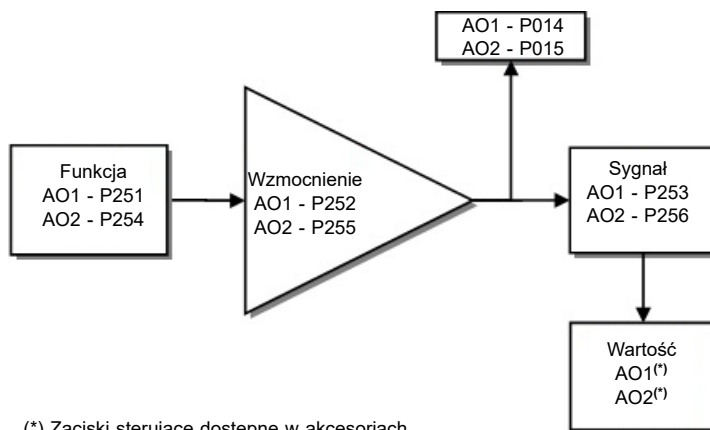 AO1 - P014
AO2 - P015
Funkcja
AO1 - P251
AO2 - P254
Wzmocnienie
AO1 - P252
AO2 - P255
Sygnał
AO1 - P253
AO2 - P256
Wartość
AO1(*)
AO2(*)
(*) Zaciski sterujące dostępne w akcesoriach